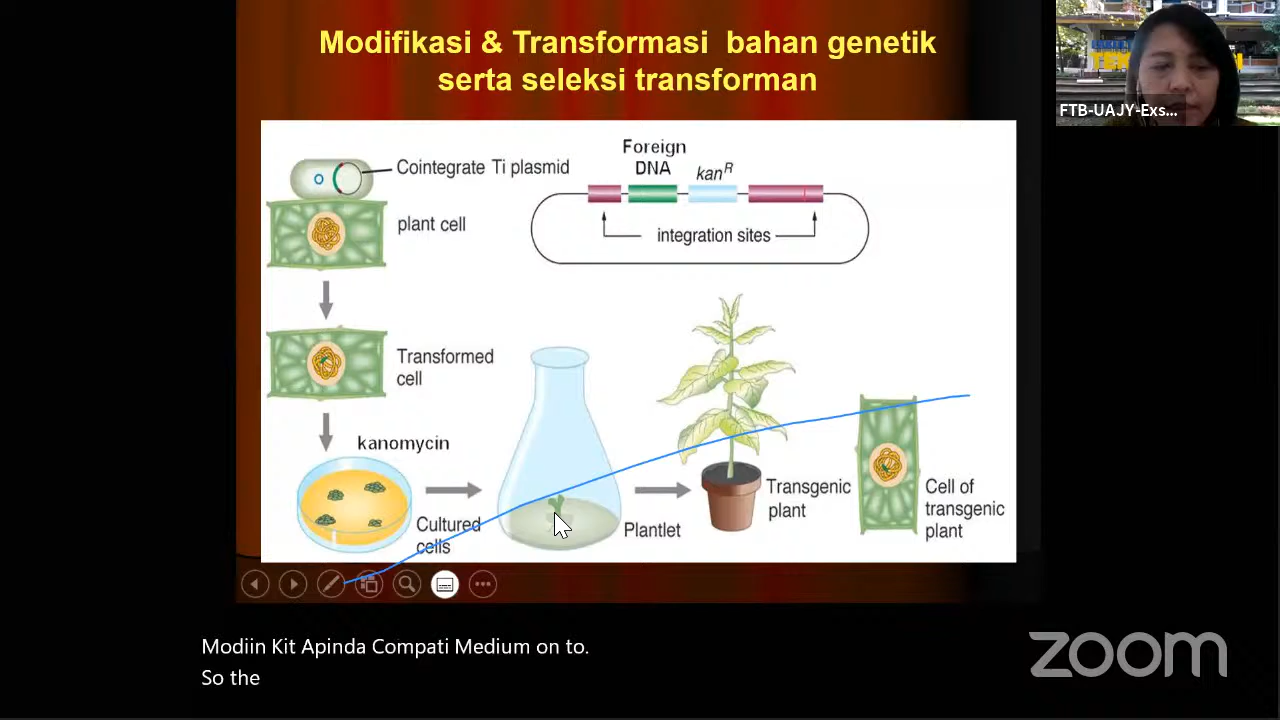 Modifikasi & Transformasi bahan genetik
serta seleksi transforman
FTB-UAJY-Exs...
Cointegrate Ti plasmid
Foreign
DNA
kanR
plant cell
integration sites
Transformed
cell
kanomycin
Cultured
cells
Plantlet
Transgenic
plant
Cell of
transgenic
plant
Modiin Kit Apinda Compati Medium on to.
So the
zoom